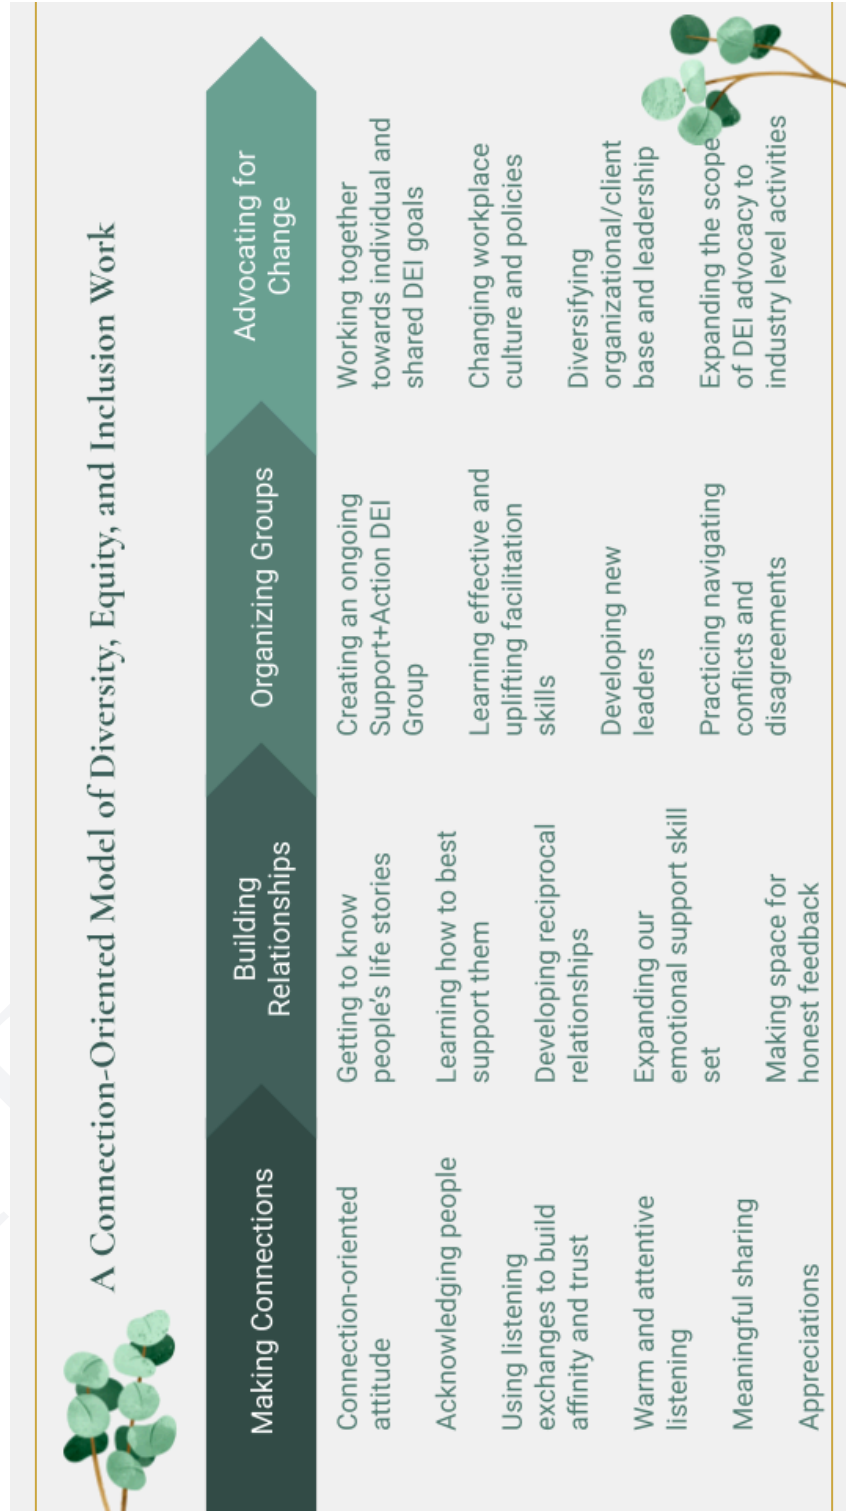 A Connection-Oriented Model of Diversity, Equity, and Inclusion Work
Making Connections
Connection-oriented
attitude
Acknowledging people
Using listening
exchanges to build
affinity and trust
Warm and attentive
listening
Meaningful sharing
Appreciations
Building
Relationships
Getting to know
people's life stories
Learning how to best
support them
Developing reciprocal
relationships
Expanding our
emotional support skill
set
Making space for
honest feedback
Organizing Groups
Creating an ongoing
Support+Action DEI
Group
Learning effective and
uplifting facilitation
skills
Developing new
leaders
Practicing navigating
conflicts and
disagreements
Advocating for
Change
Working together
towards individual and
shared DEI goals
Changing workplace
culture and policies
Diversifying
organizational/client
base and leadership
Expanding the scope
of DEI advocacy to
industry level activities